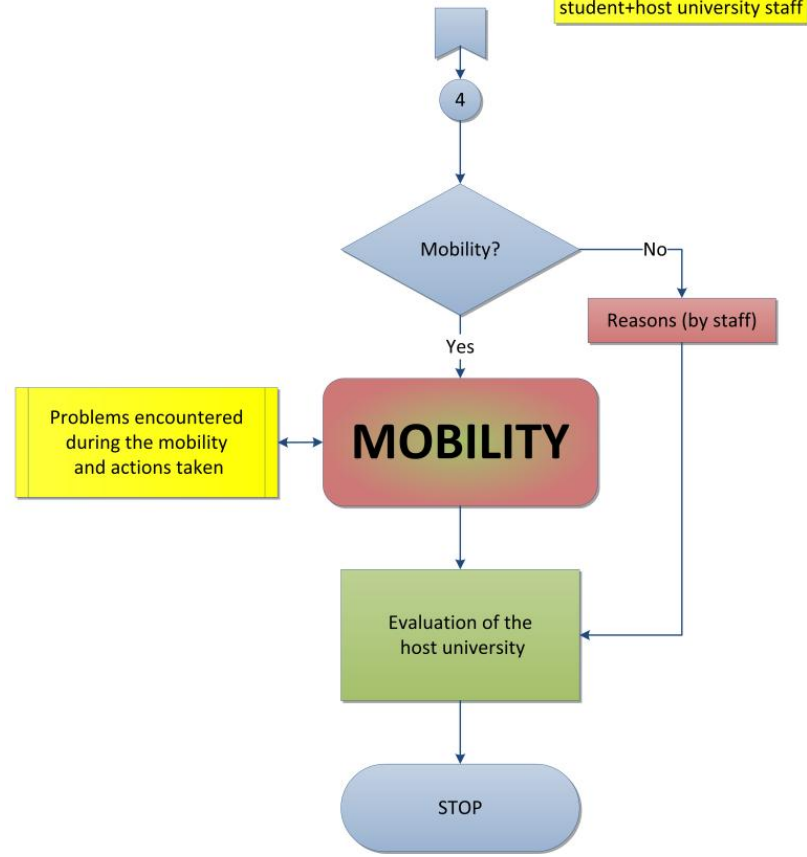 student+host university staff
4
Mobility?
No
Reasons (by staff)
Yes
Problems encountered
during the mobility
and actions taken
MOBILITY
Evaluation of the
host university
STOP